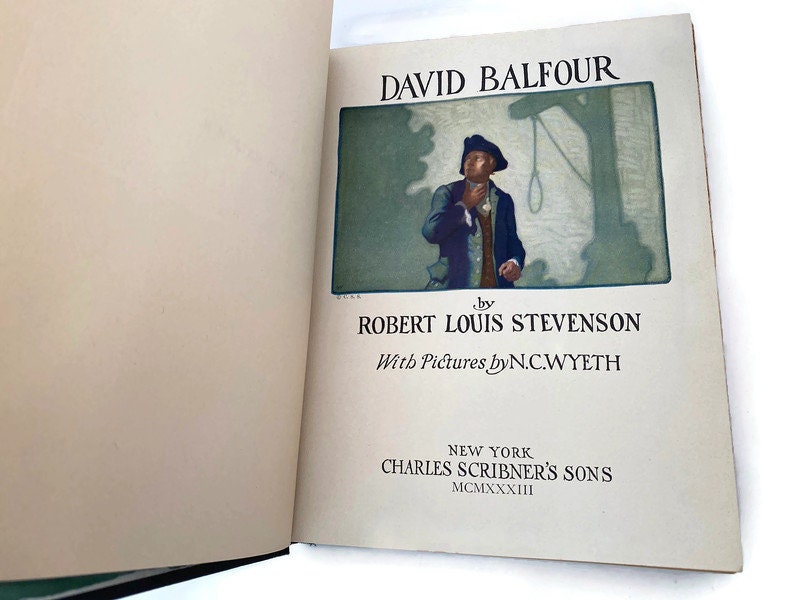 DAVID BALFOUR
© C. S. S.
by
ROBERT LOUIS STEVENSON
With Pictures by N.C.WYETH
NEW YORK
CHARLES SCRIBNER'S SONS
MCMXXXIII